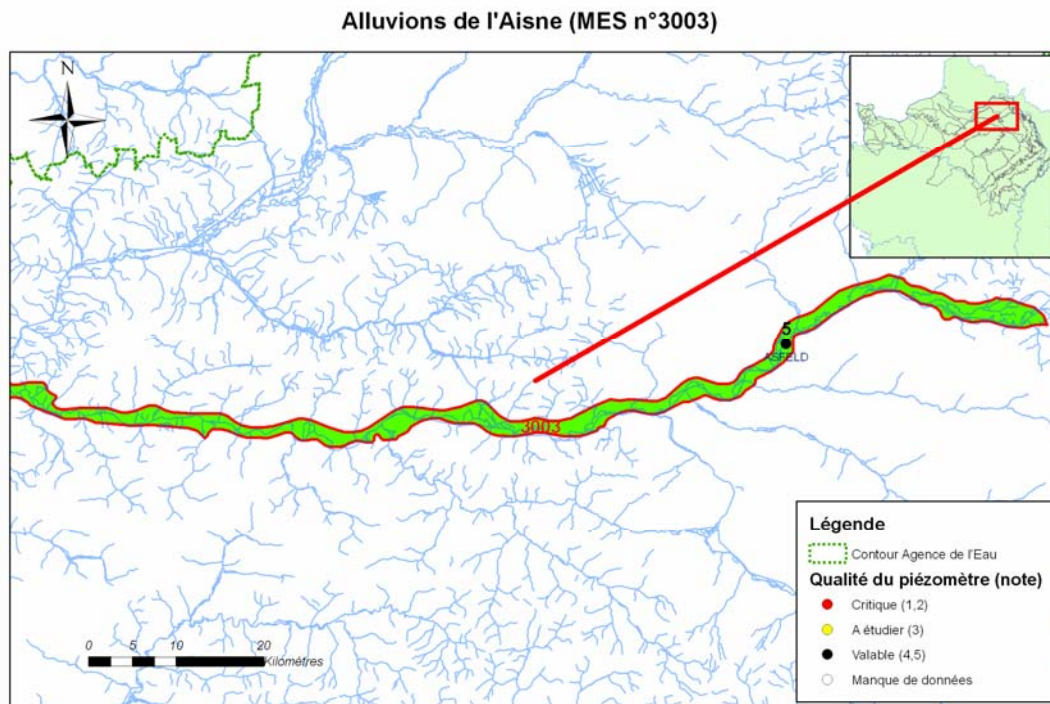 Alluvions de l'Aisne (MES n°3003)
N
5
ASFELD
3003
Légende
Contour Agence de l'Eau
Qualité du piézomètre (note)
Critique (1,2)
A étudier (3)
Valable (4,5)
Manque de données
0 5 10 20
Kilomètres